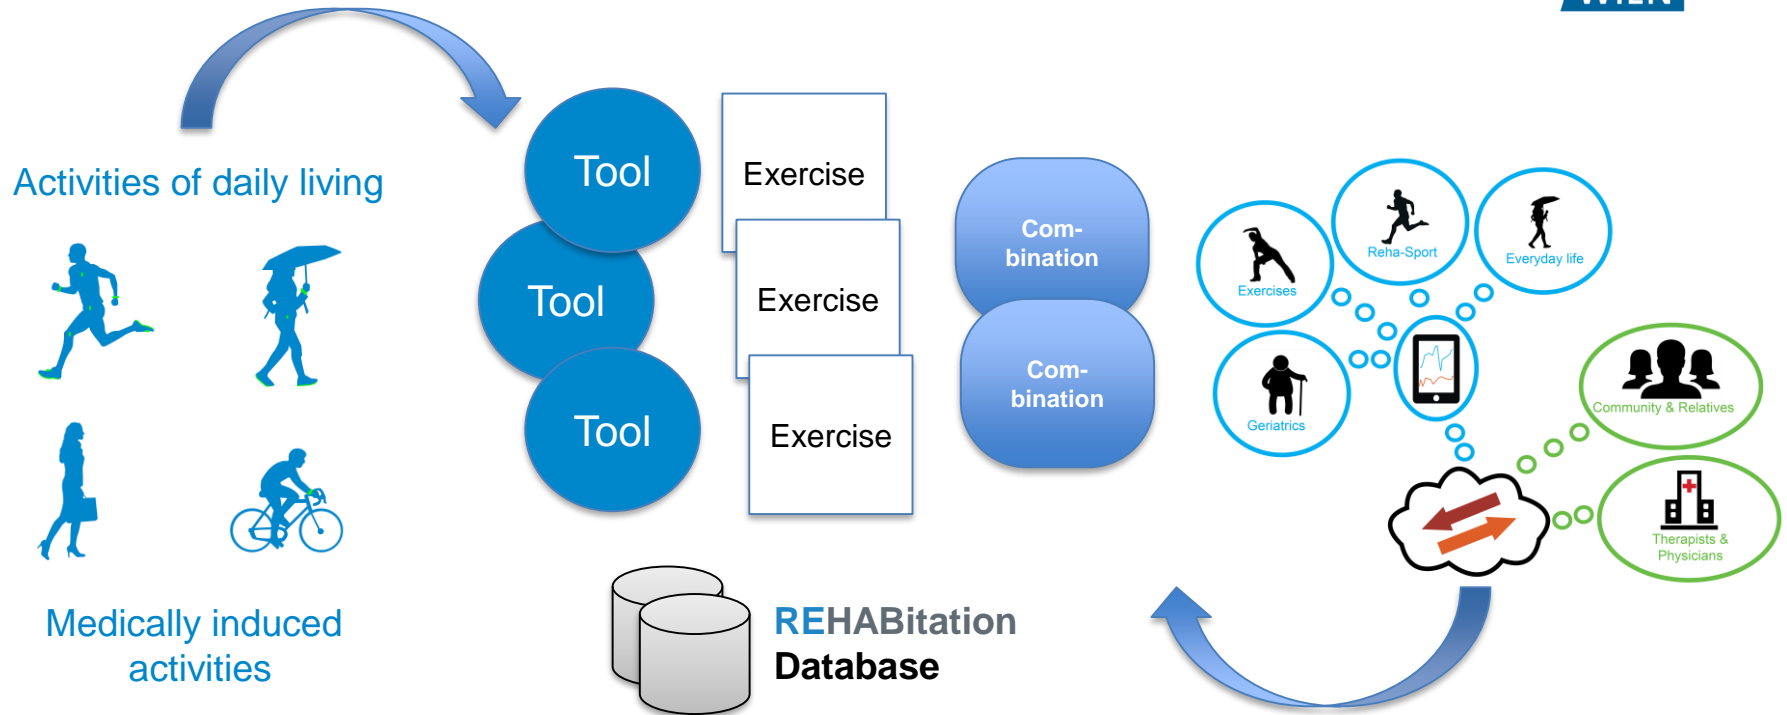 WIEN
Activities of daily living
Medically induced
activities
Tool
Tool
Tool
Exercise
Exercise
Exercise
Com-
bination
Com-
bination
REHABitation
Database
Exercises
Reha-Sport
Everyday life
Geriatrics
Community & Relatives
Therapists &
Physicians